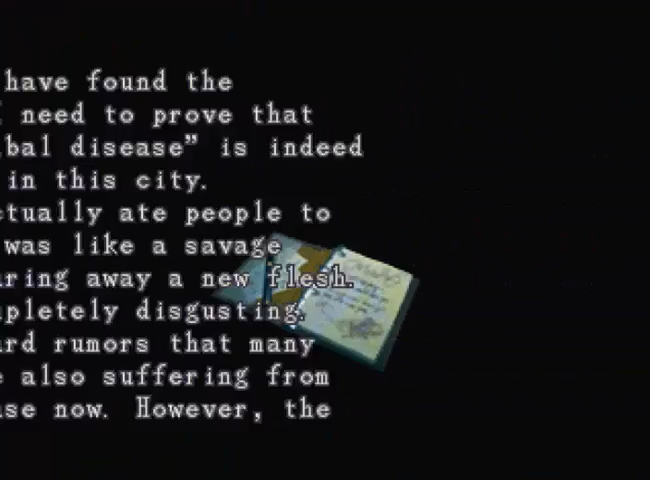 have found the
need to prove that
bal disease" is indeed
in this city.
ctually ate people to
was like a savage
aring away a new flesh.
pletely disgusting.
ard rumors that many
also suffering from
se now. However, the